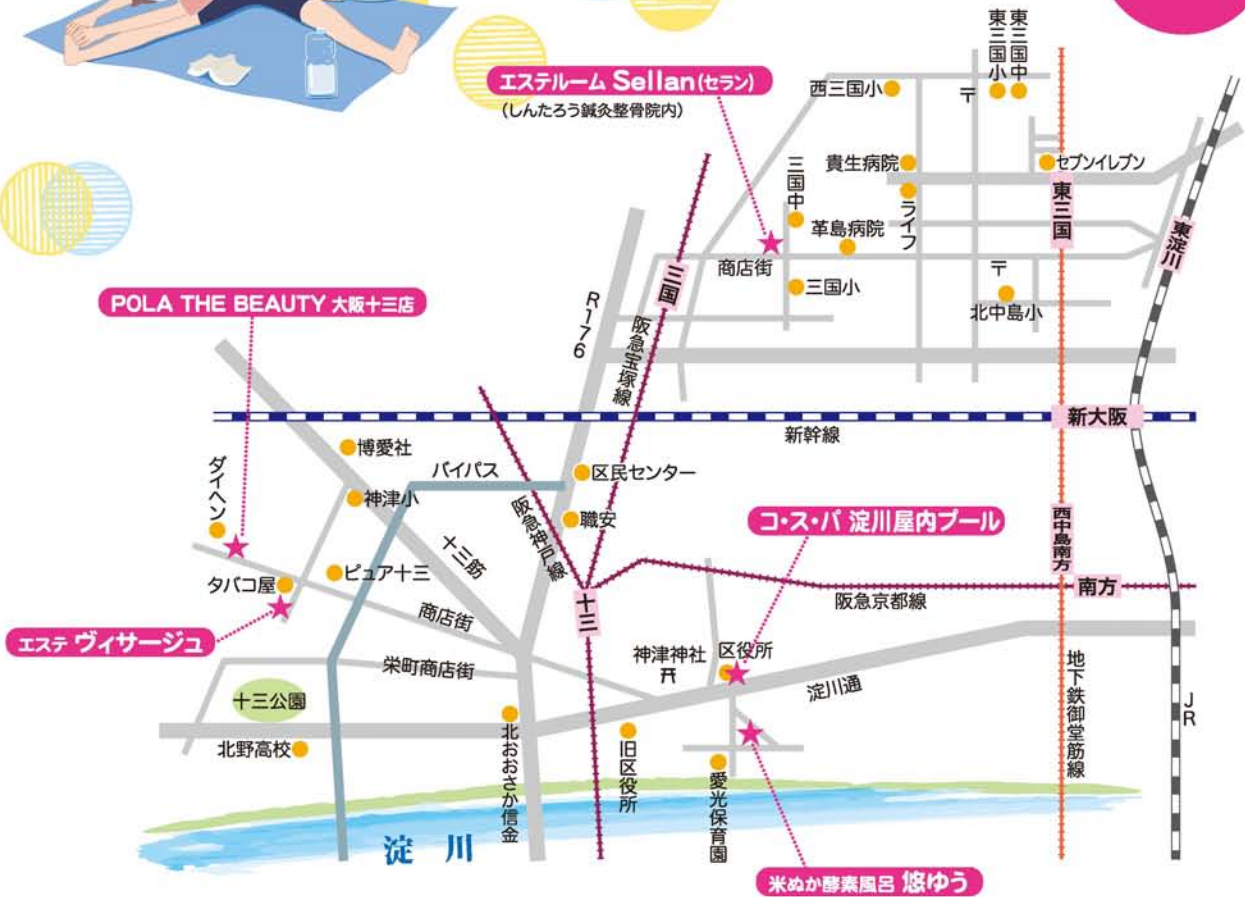 東三国小
東三国中
エステルーム Sellan(セラン)
(しんたろう鍼灸整骨院内)
西三国小
〒
貴生病院
セブンイレブン
三国中
東三国
ライフ
革島病院
東淀川
商店街
三国
〒
三国小
北中島小
POLA THE BEAUTY 大阪十三店
R176
阪急宝塚線
新大阪
新幹線
博愛社
バイパス
区民センター
ダイヘン
神津小
阪急神戸線
職安
コ・ス・パ 淀川屋内プール
西中島南方
十三筋
ピュア十三
タバコ屋
南方
十三
阪急京都線
商店街
エステ ヴィサージュ
神津神社
区役所
栄町商店街
淀川通
地下鉄御堂筋線
十三公園
JR
北野高校
北おおさか信金
旧区役所
愛光保育園
淀川
米ぬか酵素風呂 悠ゆう